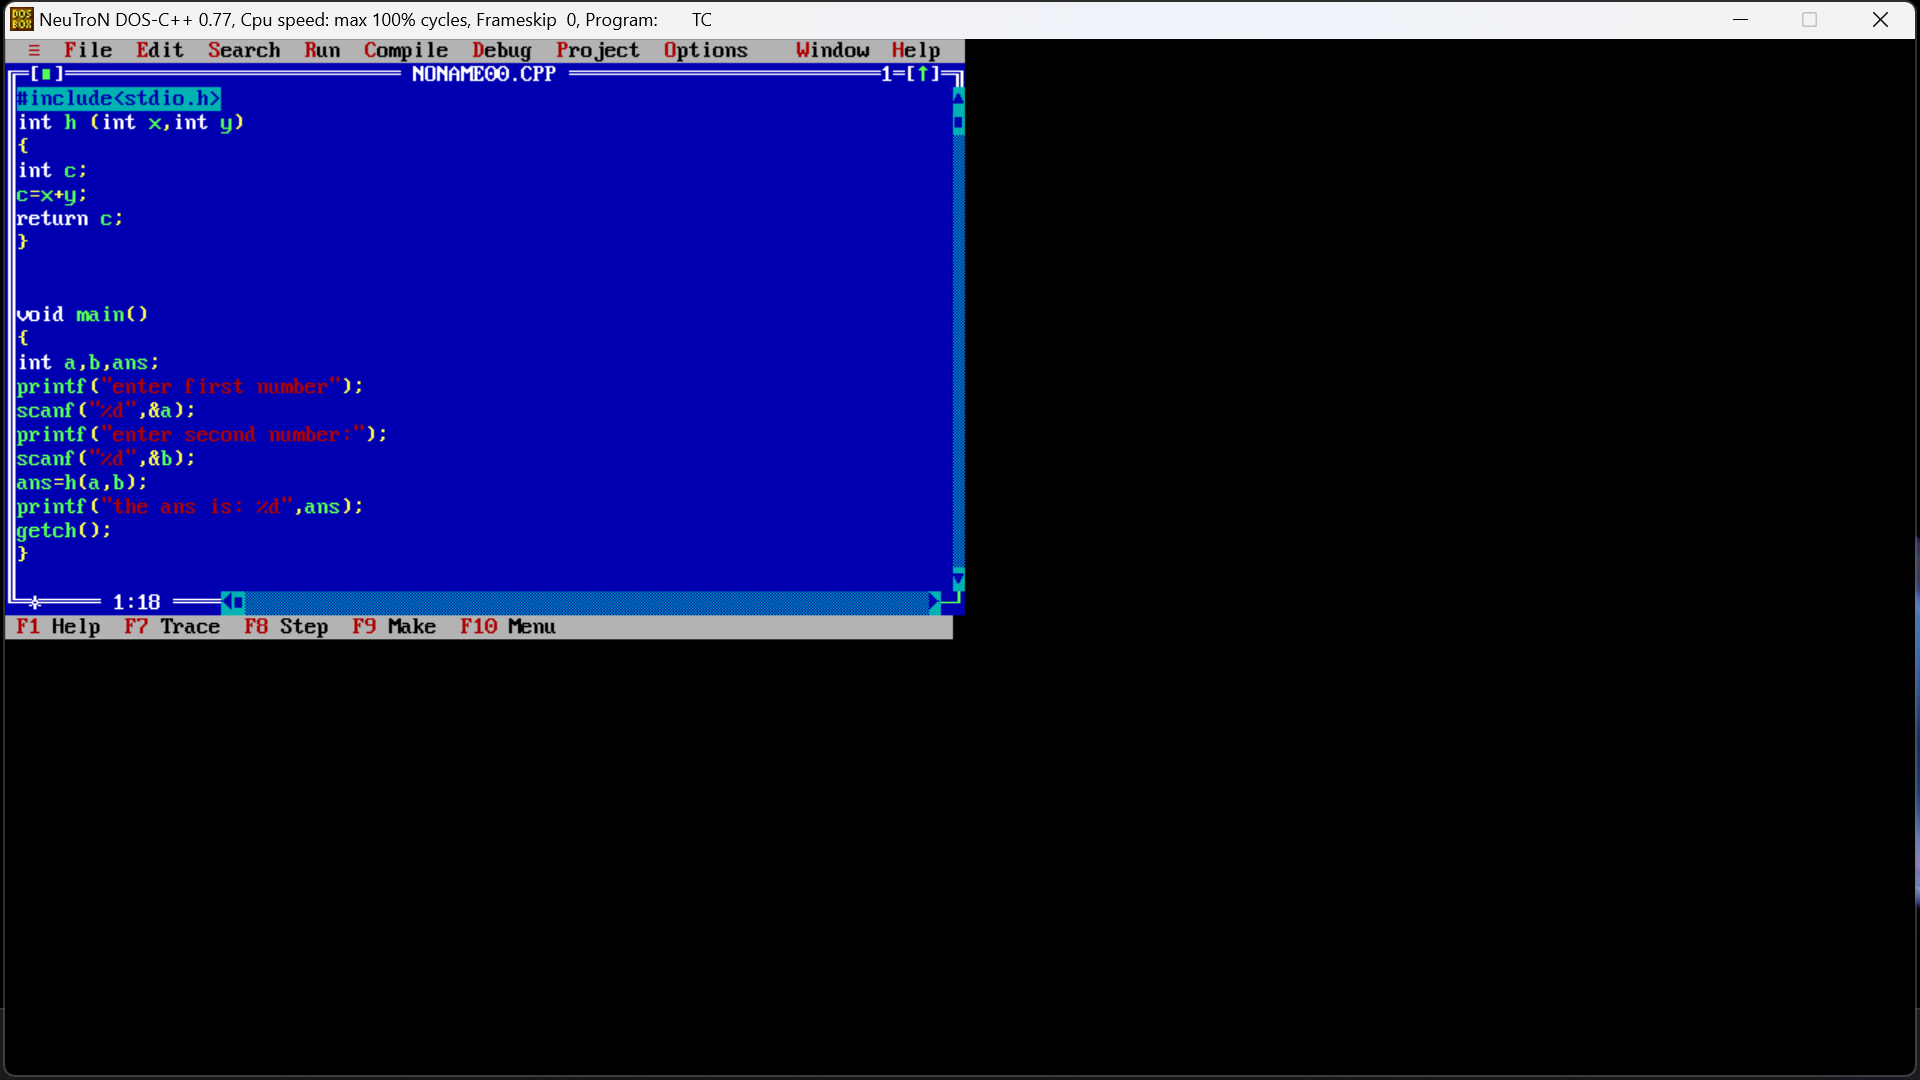 NeuTroN DOS-C++ 0.77, Cpu speed: max 100% cycles, Frameskip 0, Program: TC
≡ File Edit Search Run Compile Debug Project Options Window Help
[■] NONAME00.CPP 1=[↑]
#include<stdio.h>
int h (int x,int y)
{
int c;
c=x+y;
return c;
}
void main()
{
int a,b,ans;
printf("enter first number");
scanf("%d",&a);
printf("enter second number:");
scanf("%d",&b);
ans=h(a,b);
printf("the ans is: %d",ans);
getch();
}
1:18
F1 Help F7 Trace F8 Step F9 Make F10 Menu